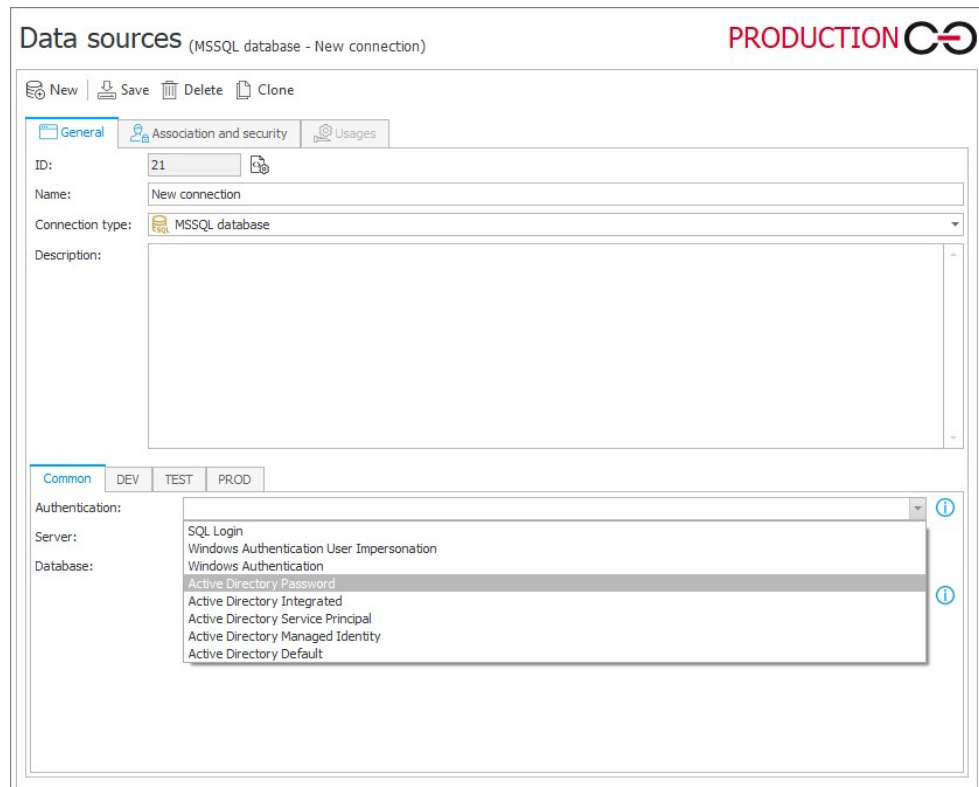 Data sources (MSSQL database - New connection)
PRODUCTION
New Save Delete Clone
General Association and security Usages
ID: 21
Name: New connection
Connection type: MSSQL database
Description:
Common DEV TEST PROD
Authentication:
Server:
Database:
SQL Login
Windows Authentication User Impersonation
Windows Authentication
Active Directory Password
Active Directory Integrated
Active Directory Service Principal
Active Directory Managed Identity
Active Directory Default